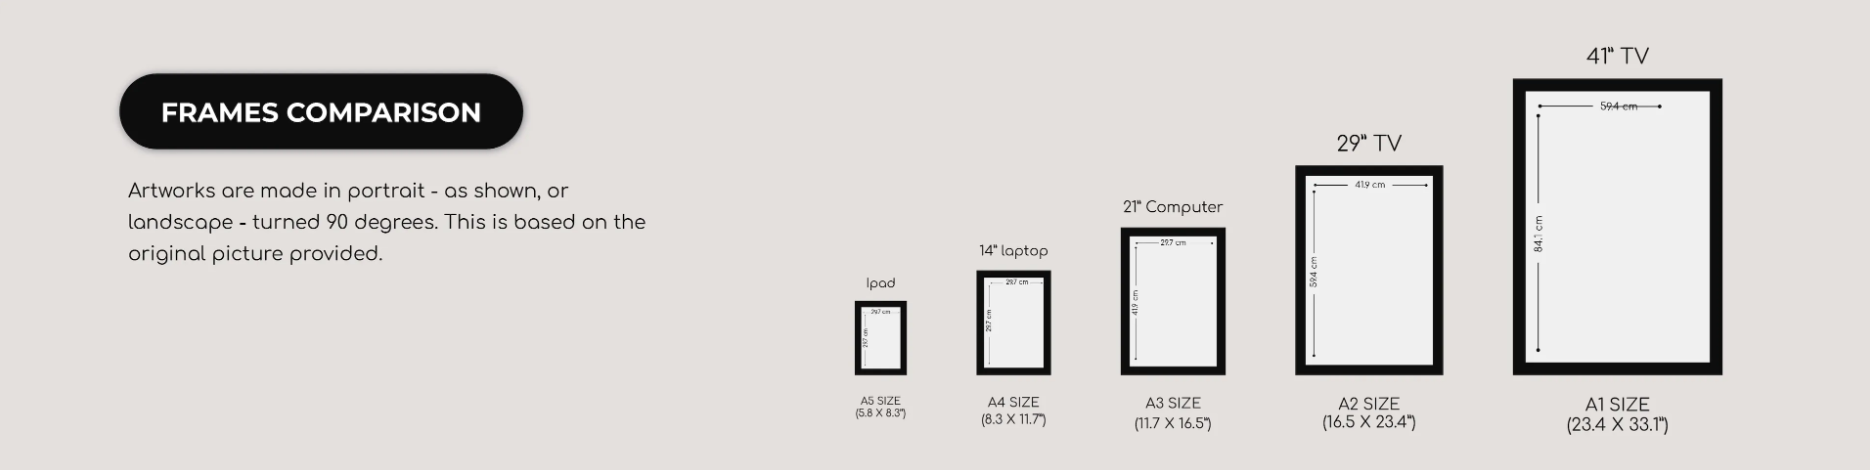 FRAMES COMPARISON
Artworks are made in portrait - as shown, or
landscape - turned 90 degrees. This is based on the
original picture provided.
Ipad
29.7 cm
29.7 cm
A5 SIZE
(5.8 X 8.3")
14" laptop
29.7 cm
29.7 cm
A4 SIZE
(8.3 X 11.7")
21" Computer
29.7 cm
41.9 cm
A3 SIZE
(11.7 X 16.5")
29" TV
41.9 cm
59.4 cm
A2 SIZE
(16.5 X 23.4")
41" TV
59.4 cm
84.1 cm
A1 SIZE
(23.4 X 33.1")